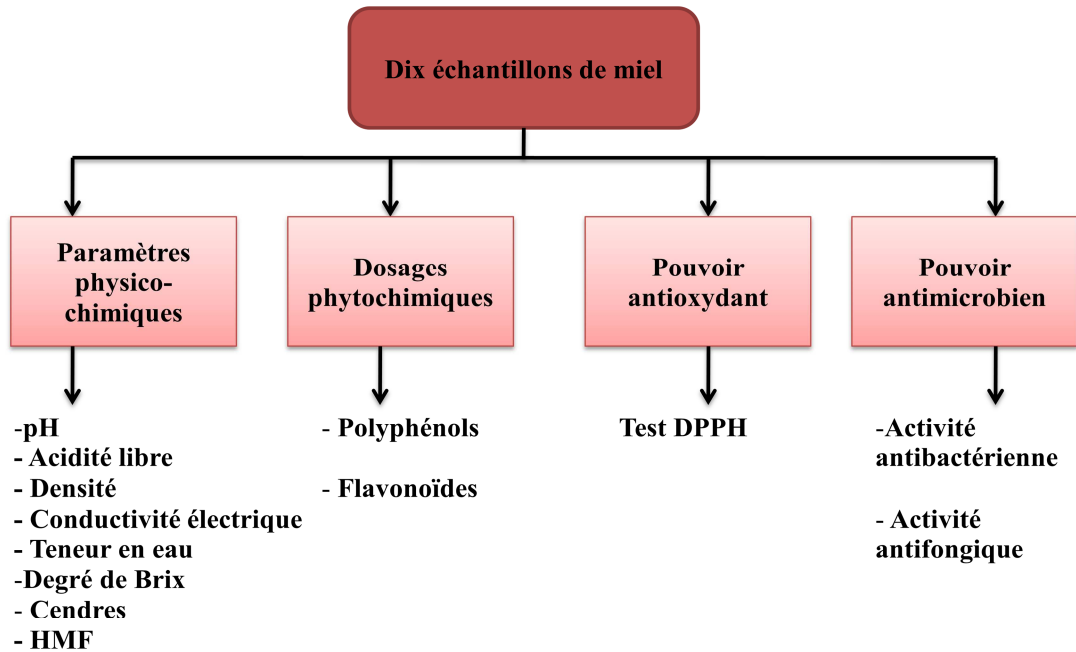 Dix échantillons de miel
Paramètres
physico-
chimiques
Dosages
phytochimiques
Pouvoir
antioxydant
Pouvoir
antimicrobien
-pH
- Acidité libre
- Densité
- Conductivité électrique
- Teneur en eau
-Degré de Brix
- Cendres
- HMF
- Polyphénols
- Flavonoïdes
Test DPPH
-Activité
antibactérienne
- Activité
antifongique